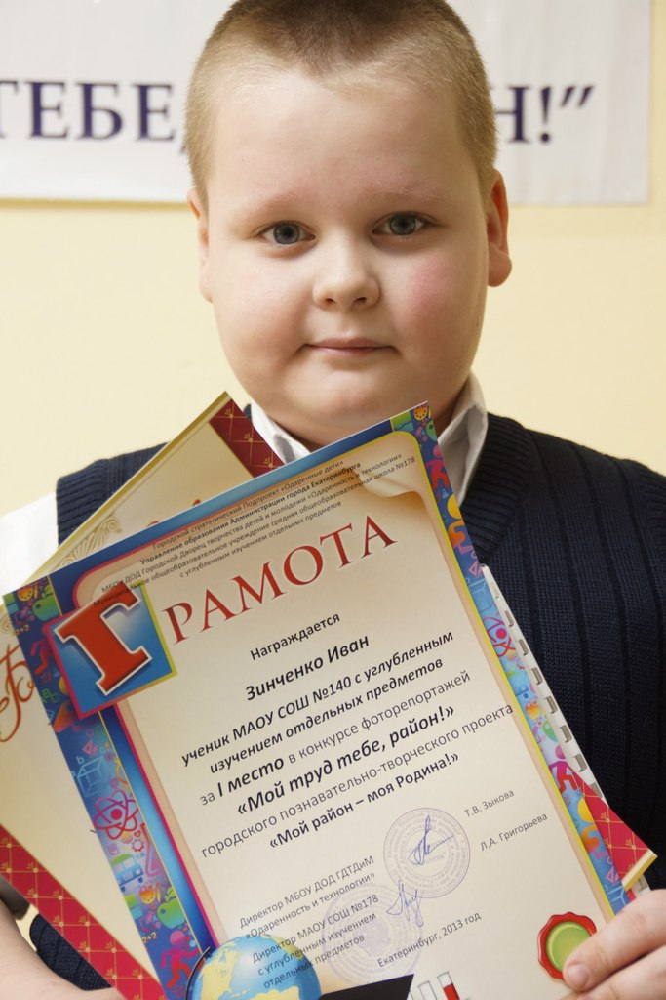 ТЕБЕ, Н!”
Городской стратегический Подпроект «Одаренные дети»
Управление образования Администрации города Екатеринбурга
МБОУ ДОД Городской Дворец творчества детей и молодежи «Одаренность и технологии»
Муниципальное общеобразовательное учреждение средняя общеобразовательная школа №178
с углубленным изучением отдельных предметов
ГРАМОТА
Награждается
Зинченко Иван
ученик МАОУ СОШ №140 с углубленным
изучением отдельных предметов
за I место в конкурсе фоторепортажей
«Мой труд тебе, район!»
городского познавательно-творческого проекта
«Мой район – моя Родина!»
Директор МБОУ ДОД ГДТДиМ
«Одаренность и технологии»
Т.В. Зыкова
Директор МАОУ СОШ №178
с углубленным изучением
отдельных предметов
Л.А. Григорьева
Екатеринбург, 2013 год